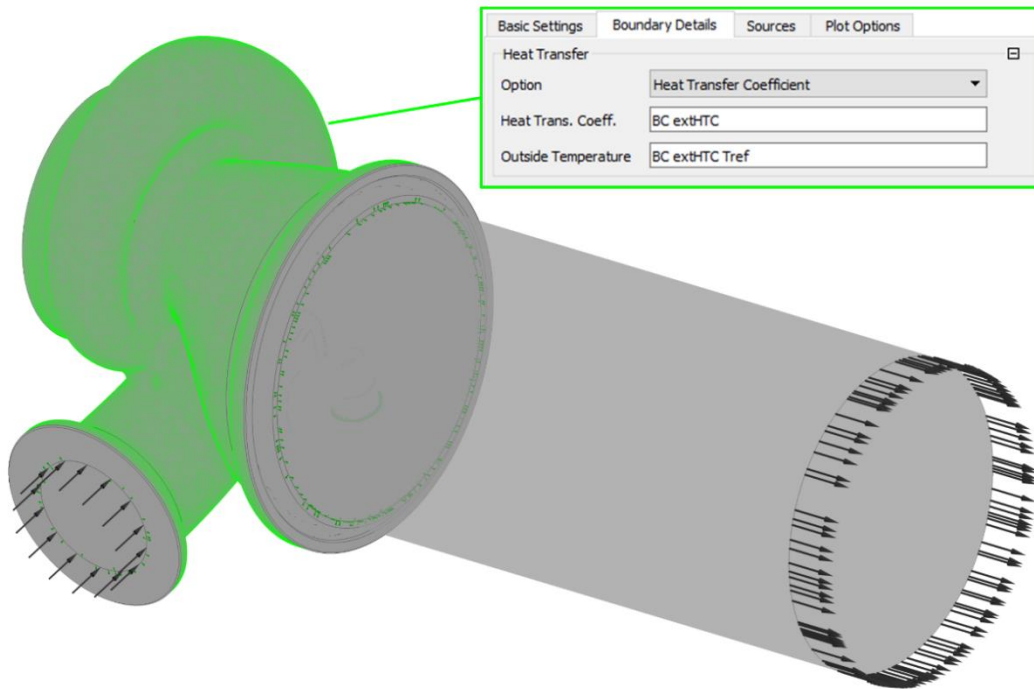 Basic Settings Boundary Details Sources Plot Options
Heat Transfer
Option Heat Transfer Coefficient
Heat Trans. Coeff. BC extHTC
Outside Temperature BC extHTC Tref